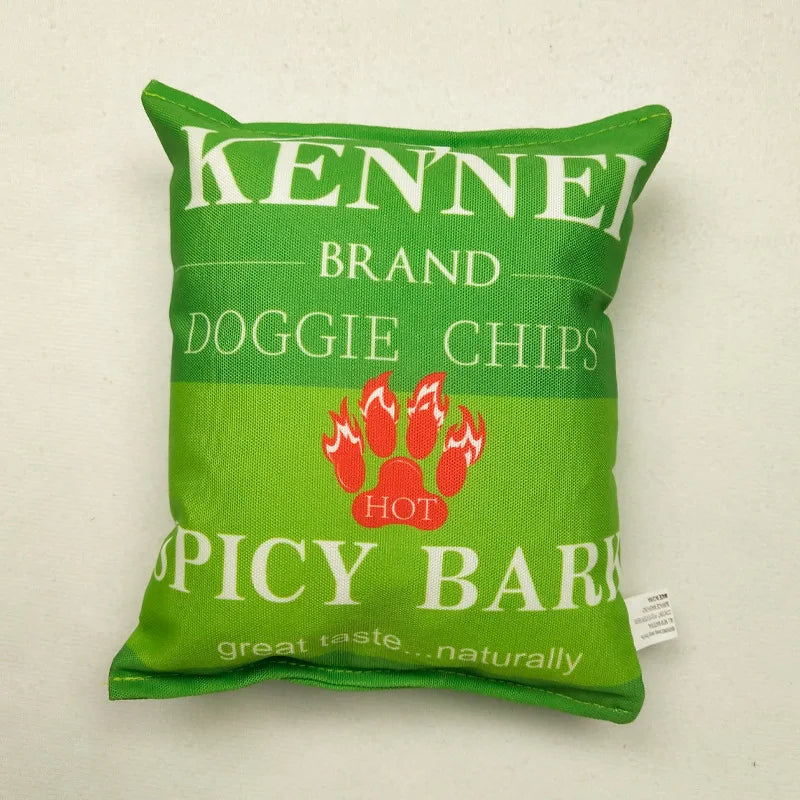 KENNEL
BRAND
DOGGIE CHIPS
HOT
SPICY BARK
great taste...naturally